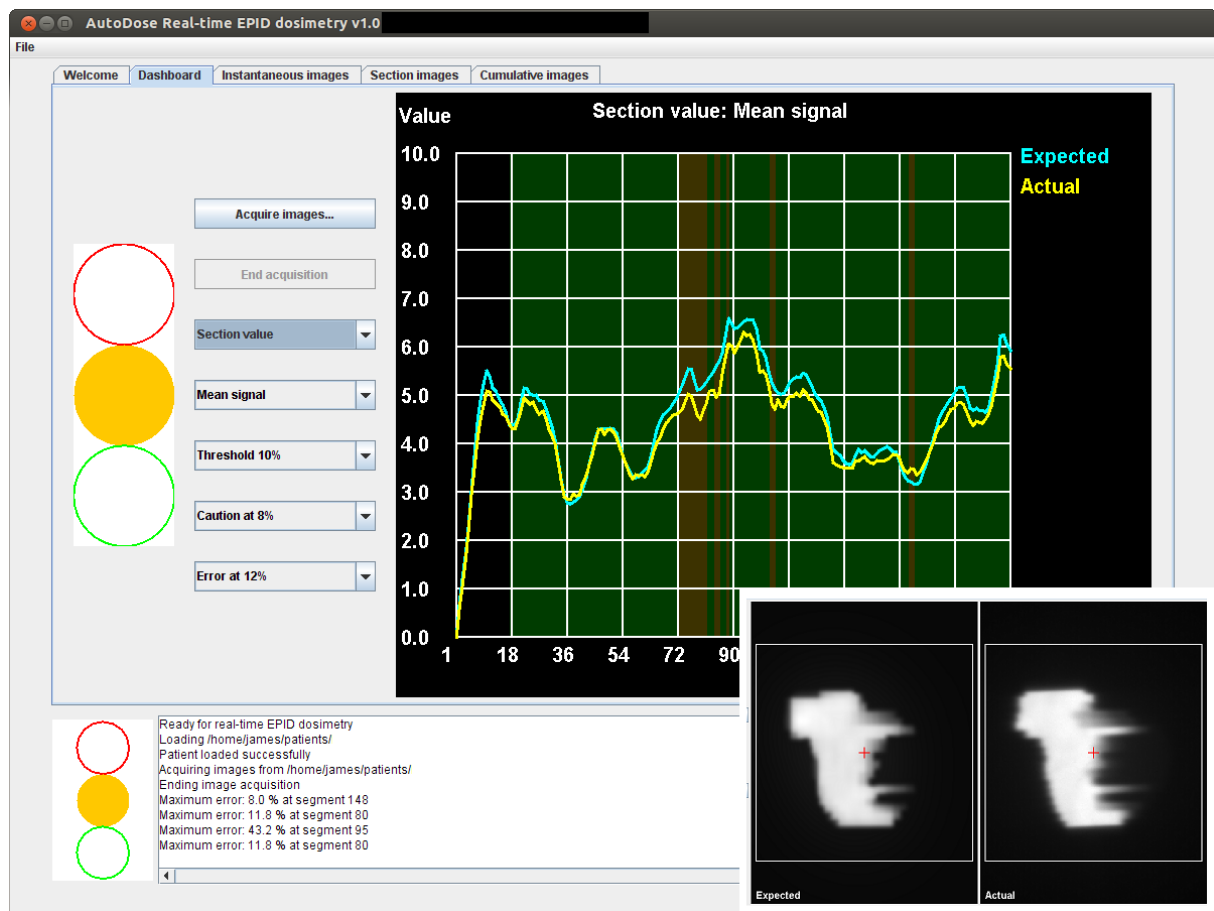 AutoDose Real-time EPID dosimetry v1.0
File
Welcome
Dashboard
Instantaneous images
Section images
Cumulative images
Value
Section value: Mean signal
Expected
Actual
10.0
9.0
8.0
7.0
6.0
5.0
4.0
3.0
2.0
1.0
0.0
1
18
36
54
72
90
Acquire images...
End acquisition
Section value
Mean signal
Threshold 10%
Caution at 8%
Error at 12%
Ready for real-time EPID dosimetry
Loading /home/james/patients/
Patient loaded successfully
Acquiring images from /home/james/patients/
Ending image acquisition
Maximum error: 8.0 % at segment 148
Maximum error: 11.8 % at segment 80
Maximum error: 43.2 % at segment 95
Maximum error: 11.8 % at segment 80
Expected
Actual